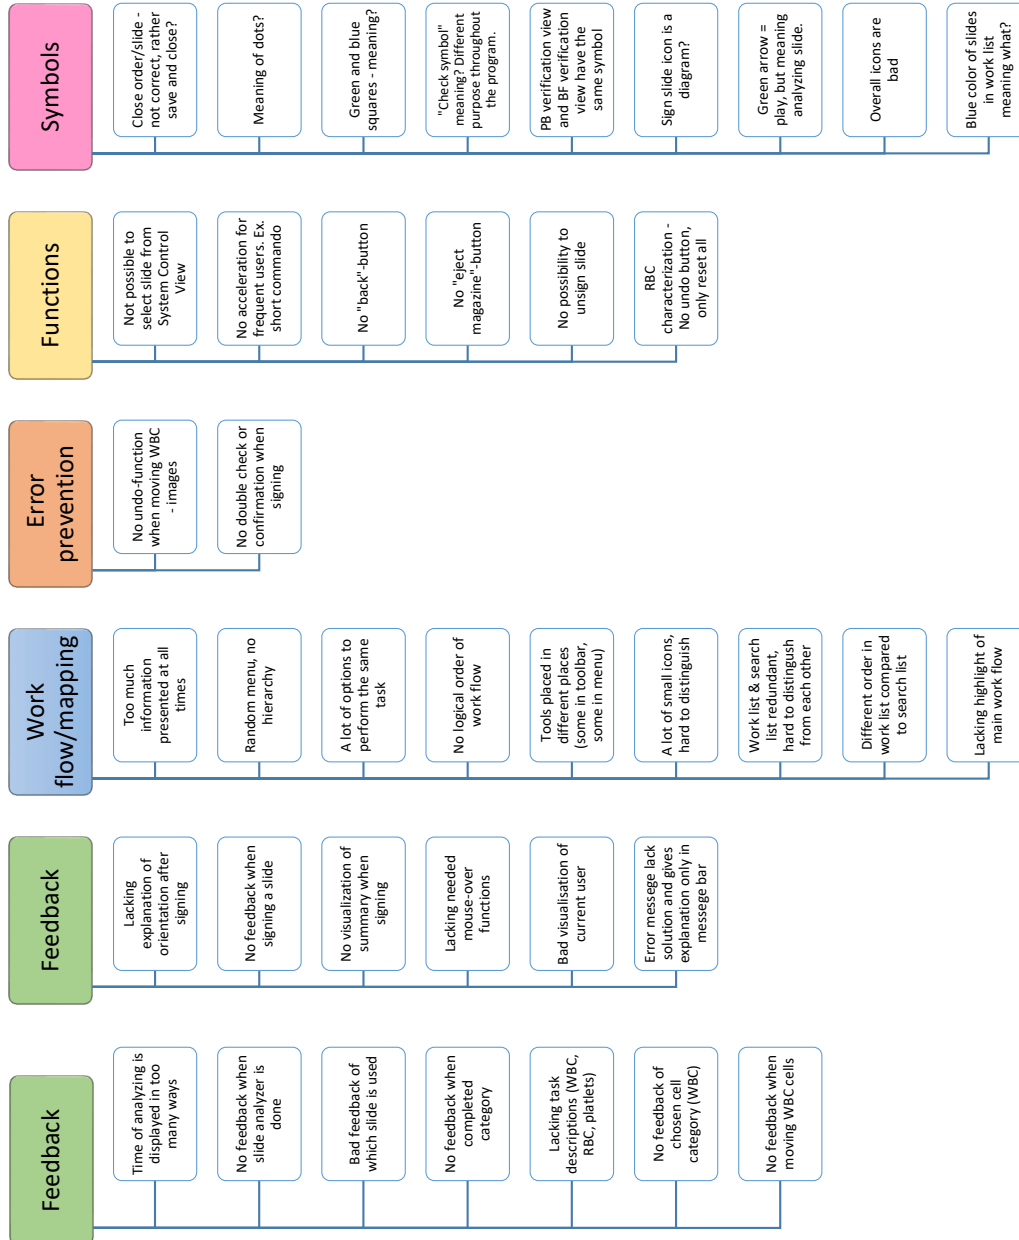 Feedback
Time of analyzing is
displayed in too
many ways
No feedback when
slide analyzer is
done
Bad feedback of
which slide is used
No feedback when
completed
category
Lacking task
descriptions (WBC,
RBC, platlets)
No feedback of
chosen cell
category (WBC)
No feedback when
moving WBC cells
Feedback
Lacking
explanation of
orientation after
signing
No feedback when
signing a slide
No visualization of
summary when
signing
Lacking needed
mouse-over
functions
Bad visualisation of
current user
Error messege lack
solution and gives
explanation only in
messege bar
Work
flow/mapping
Too much
information
presented at all
times
Random menu, no
hierarchy
A lot of options to
perform the same
task
No logical order of
work flow
Tools placed in
different places
(some in toolbar,
some in menu)
A lot of small icons,
hard to distinguish
Work list & search
list redundant,
hard to distingush
from each other
Different order in
work list compared
to search list
Lacking highlight of
main work flow
Error
prevention
No undo-function
when moving WBC
- images
No double check or
confirmation when
signing
Functions
Not possible to
select slide from
System Control
View
No acceleration for
frequent users. Ex.
short commando
No "back"-button
No "eject
magazine"-button
No possibility to
unsign slide
RBC
characterization -
No undo button,
only reset all
Symbols
Close order/slide -
not correct, rather
save and close?
Meaning of dots?
Green and blue
squares - meaning?
"Check symbol"
meaning? Different
purpose throughout
the program.
PB verification view
and BF verification
view have the
same symbol
Sign slide icon is a
diagram?
Green arrow =
play, but meaning
analyzing slide.
Overall icons are
bad
Blue color of slides
in work list
meaning what?